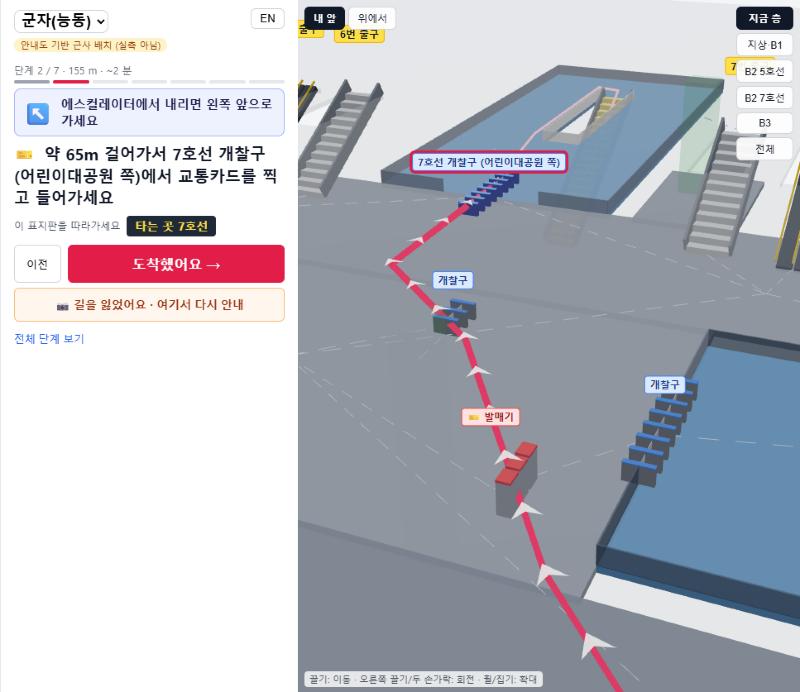 군자(능동)
EN
안내도 기반 근사 배치 (실측 아님)
단계 2 / 7 · 155 m · ~2 분
에스컬레이터에서 내리면 왼쪽 앞으로
가세요
약 65m 걸어가서 7호선 개찰구
(어린이대공원 쪽)에서 교통카드를 찍
고 들어가세요
이 표지판을 따라가세요
타는 곳 7호선
이전
도착했어요 →
길을 잃었어요 · 여기서 다시 안내
전체 단계 보기
내 앞
위에서
6번 출구
지금 층
지상·B1
B2 5호선
B2 7호선
B3
전체
7호선 개찰구 (어린이대공원 쪽)
개찰구
개찰구
발매기
끌기: 이동 · 오른쪽 끌기/두 손가락: 회전 · 휠/집기: 확대